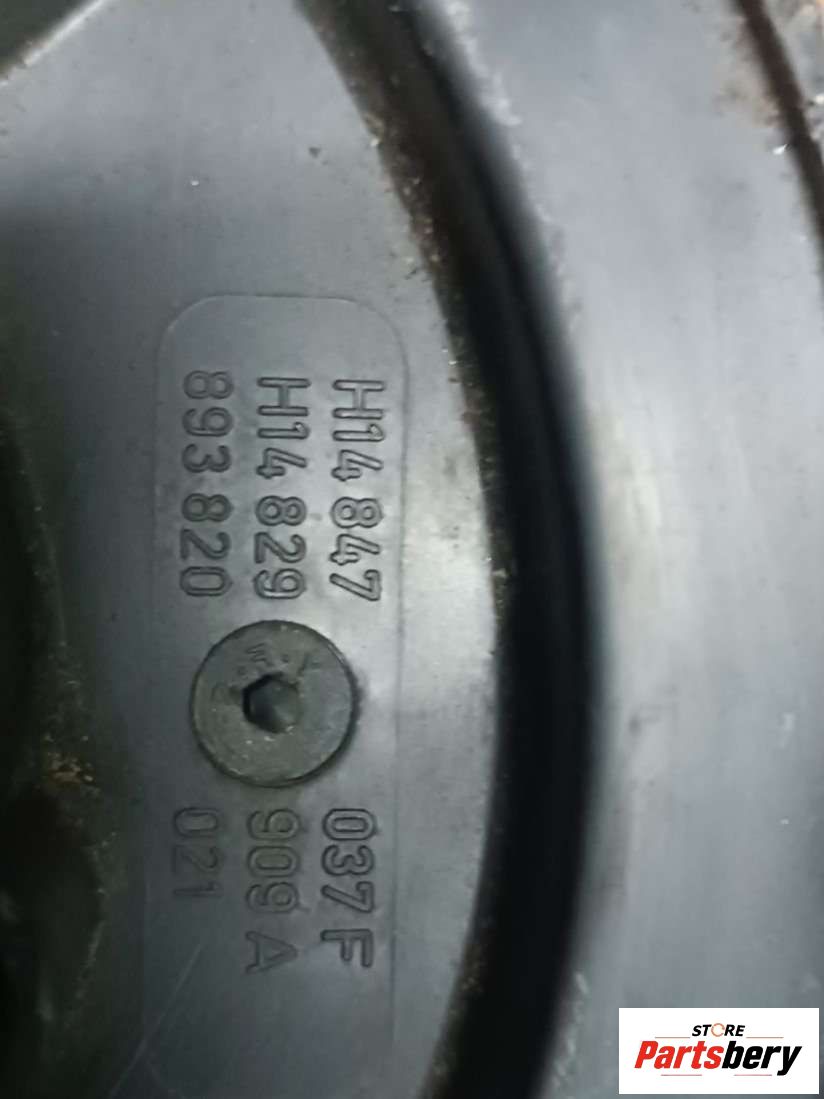 H14 847 037 F
H14 829 909 A
893 820 021
STORE
Partsbery